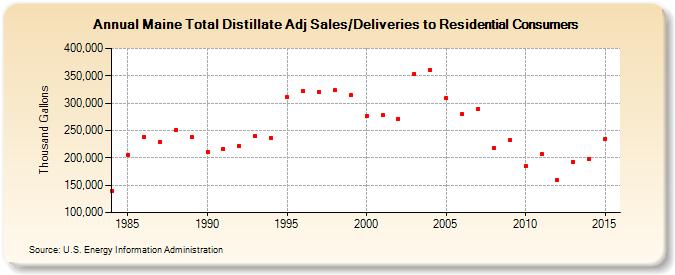 Annual Maine Total Distillate Adj Sales/Deliveries to Residential Consumers
Thousand Gallons
400,000
350,000
300,000
250,000
200,000
150,000
100,000
1985 1990 1995 2000 2005 2010 2015
Source: U.S. Energy Information Administration